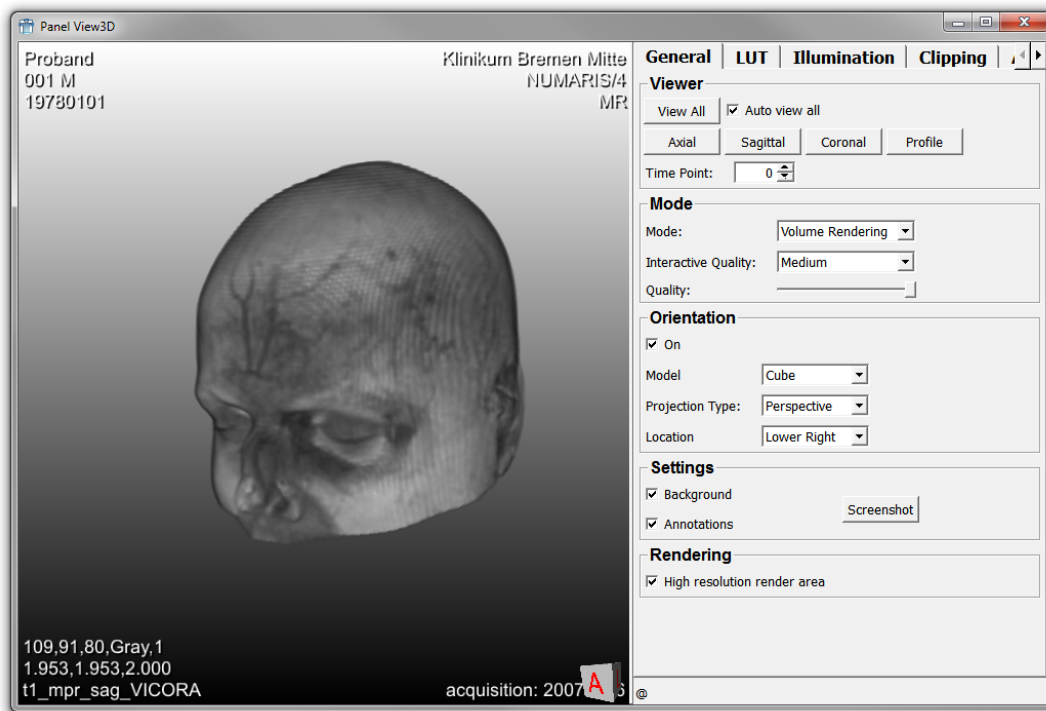 Panel View3D
Proband
001 M
19780101
Klinikum Bremen Mitte
NUMARIS/4
MR
109,91,80,Gray,1
1.953,1.953,2.000
t1_mpr_sag_VICORA
acquisition: 2007
6
A
General LUT Illumination Clipping
Viewer
View All Auto view all
Axial Sagittal Coronal Profile
Time Point: 0
Mode
Mode: Volume Rendering
Interactive Quality: Medium
Quality:
Orientation
On
Model Cube
Projection Type: Perspective
Location Lower Right
Settings
Background
Annotations
Screenshot
Rendering
High resolution render area
@